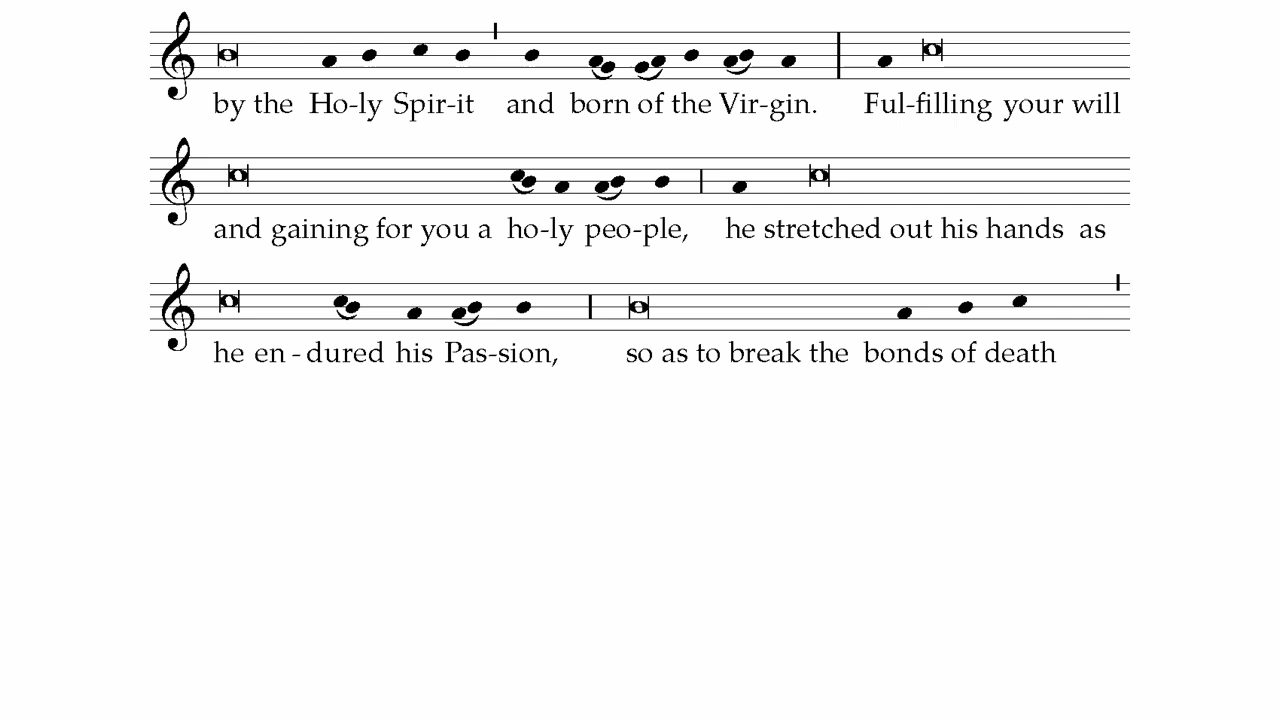 by the Ho-ly Spir-it and born of the Vir-gin. Ful-filling your will
and gaining for you a ho-ly peo-ple, he stretched out his hands as
he en-dured his Pas-sion, so as to break the bonds of death